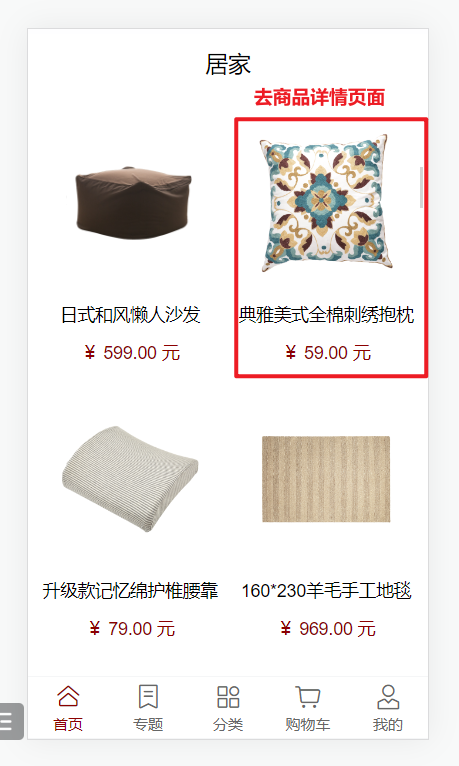 居家
去商品详情页面
日式和风懒人沙发
典雅美式全棉刺绣抱枕
¥ 599.00 元
¥ 59.00 元
升级款记忆绵护椎腰靠
160*230羊毛手工地毯
¥ 79.00 元
¥ 969.00 元
首页
专题
分类
购物车
我的